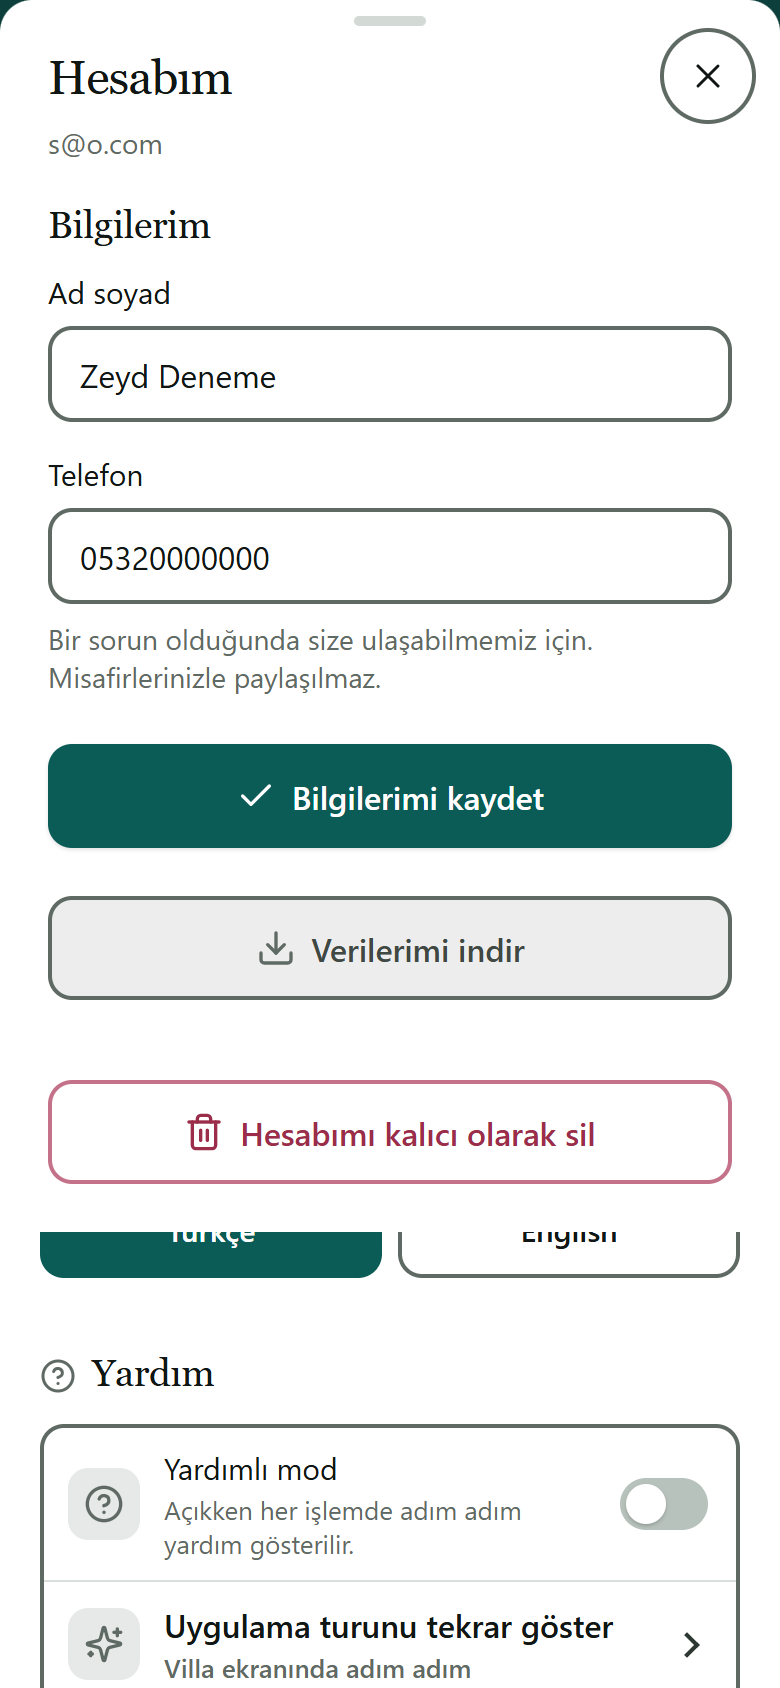 Hesabım
s@o.com
Bilgilerim
Ad soyad
Zeyd Deneme
Telefon
05320000000
Bir sorun olduğunda size ulaşabilmemiz için.
Misafirlerinizle paylaşılmaz.
Bilgilerimi kaydet
Verilerimi indir
Hesabımı kalıcı olarak sil
Türkçe English
Yardım
Yardımlı mod
Açıkken her işlemde adım adım
yardım gösterilir.
Uygulama turunu tekrar göster
Villa ekranında adım adım